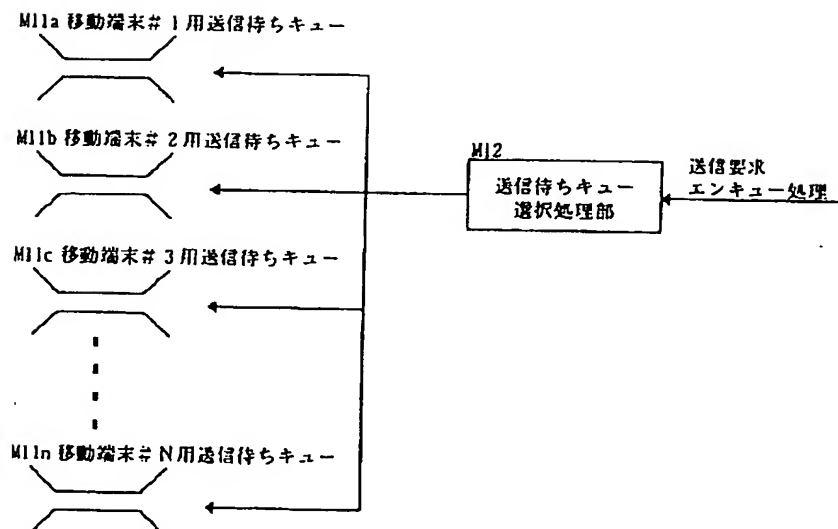 M11a 移動端末# 1用送信待ちキュー
M11b 移動端末# 2用送信待ちキュー
M12
送信待ちキュー
選択処理部
送信要求
エンキュー処理
M11c 移動端末# 3用送信待ちキュー
M11n 移動端末# N用送信待ちキュー